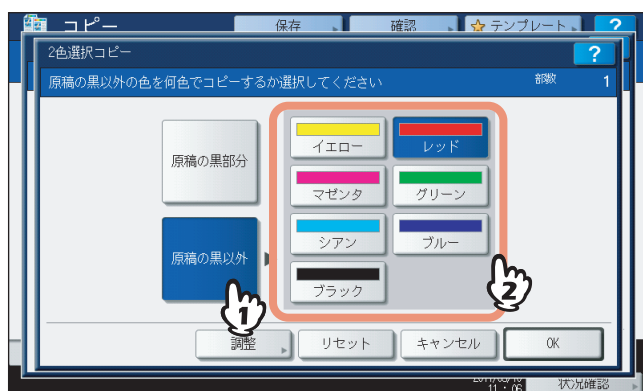 コピー
保存
確認
テンプレート
?
2色選択コピー
?
原稿の黒以外の色を何色でコピーするか選択してください
部数
1
原稿の黒部分
原稿の黒以外
イエロー
レッド
マゼンタ
グリーン
シアン
ブルー
ブラック
1
2
調整
リセット
キャンセル
OK
11:06
状況確認